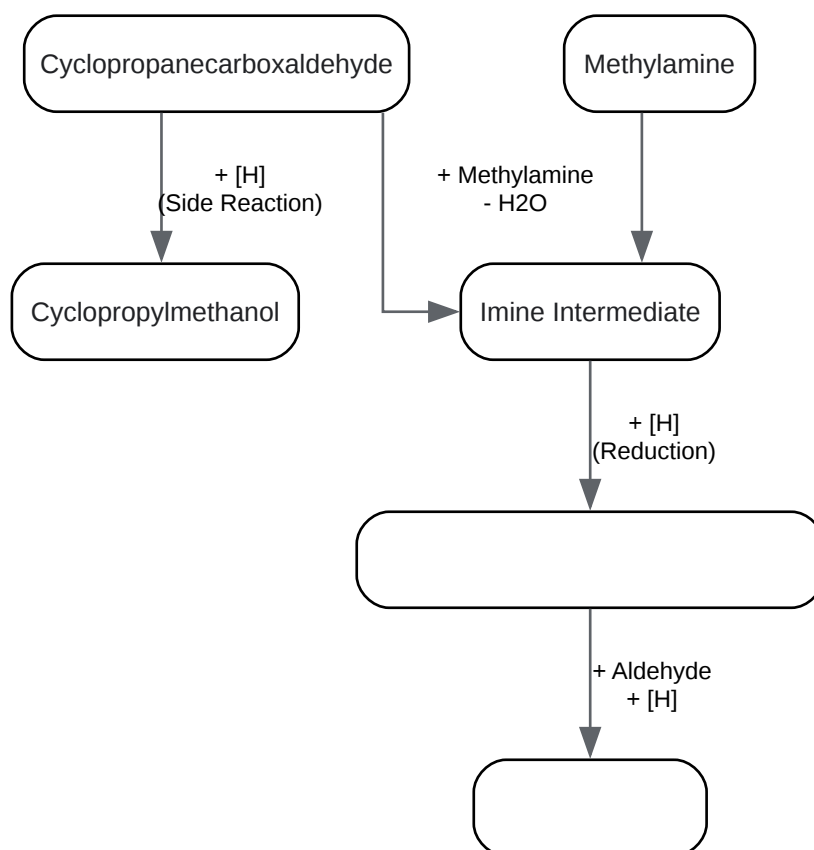 Cyclopropanecarboxaldehyde
Methylamine
+ [H]
(Side Reaction)
+ Methylamine
- H2O
Cyclopropylmethanol
Imine Intermediate
+ [H]
(Reduction)
+ Aldehyde
+ [H]